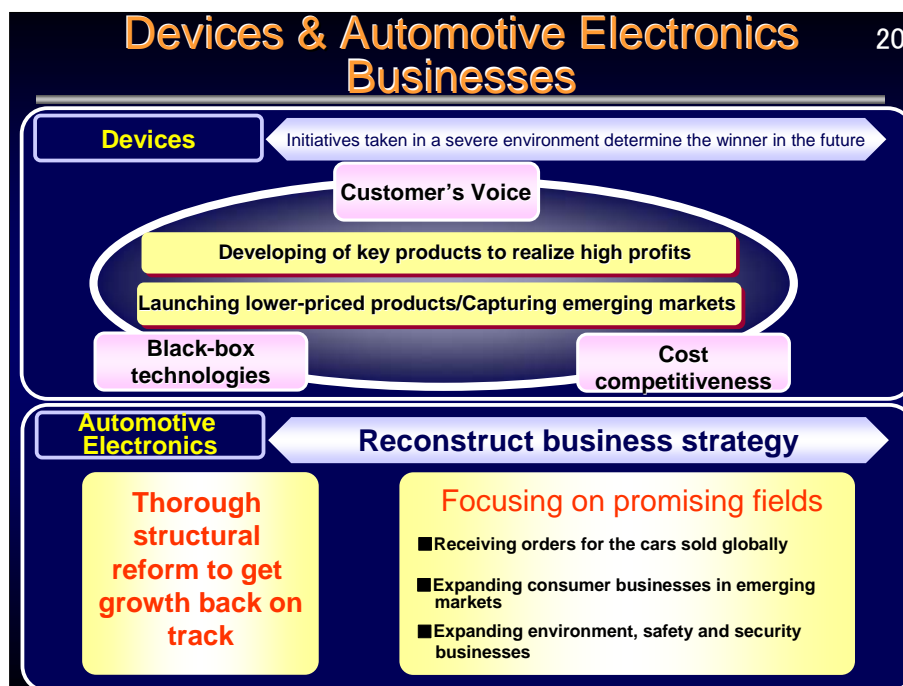 Devices & Automotive Electronics
Businesses
20
Devices
Initiatives taken in a severe environment determine the winner in the future
Customer's Voice
Developing of key products to realize high profits
Launching lower-priced products/Capturing emerging markets
Black-box
technologies
Cost
competitiveness
Automotive
Electronics
Reconstruct business strategy
Thorough
structural
reform to get
growth back on
track
Focusing on promising fields
■Receiving orders for the cars sold globally
■Expanding consumer businesses in emerging
markets
■Expanding environment, safety and security
businesses